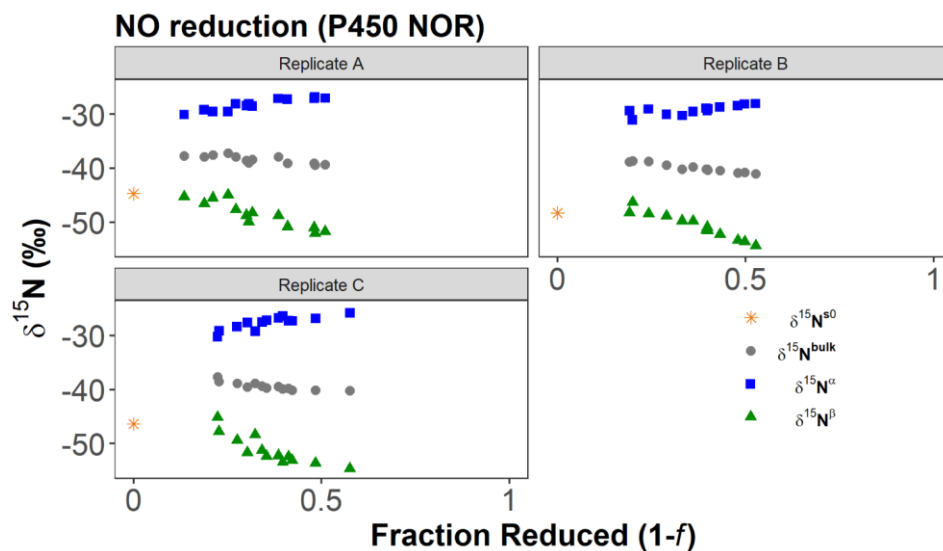 NO reduction (P450 NOR)
Replicate A
Replicate B
-30
-40
-50
Replicate C
0
0.5
1
-30
-40
-50
δ¹⁵Nˢ⁰
δ¹⁵Nᵇᵘˡᵏ
δ¹⁵Nᵅ
δ¹⁵Nᵝ
0
0.5
1
δ¹⁵N (‰)
Fraction Reduced (1-f)